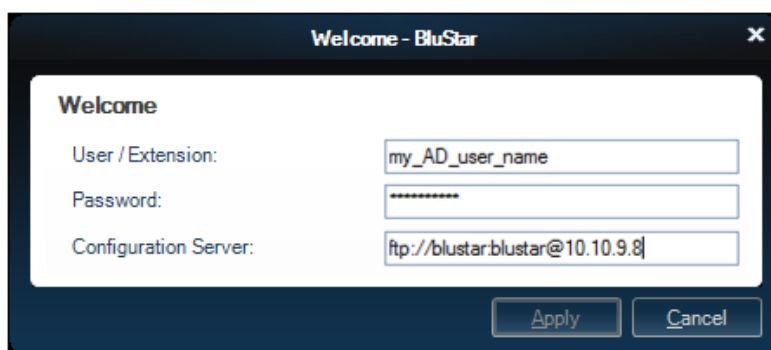 Welcome - BluStar
Welcome
User / Extension: my_AD_user_name
Password: **********
Configuration Server: ftp://blustar:blustar@10.10.9.8
Apply Cancel